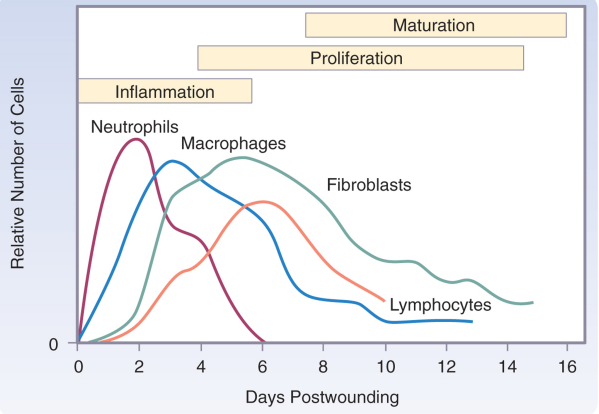 Maturation
Proliferation
Inflammation
Neutrophils
Macrophages
Fibroblasts
Lymphocytes
Relative Number of Cells
0
0 2 4 6 8 10 12 14 16
Days Postwounding